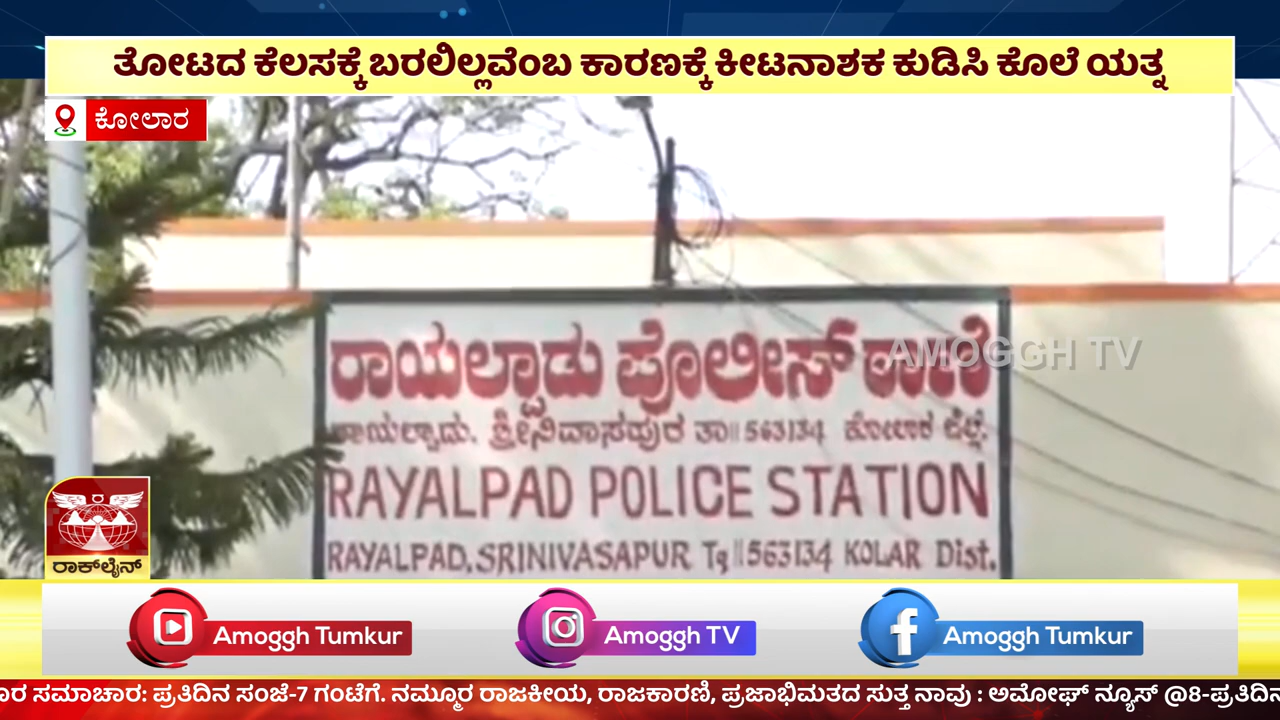 ತೋಟದ ಕೆಲಸಕ್ಕೆ ಬರಲಿಲ್ಲವೆಂಬ ಕಾರಣಕ್ಕೆ ಕೀಟನಾಶಕ ಕುಡಿಸಿ ಕೊಲೆ ಯತ್ನ
ಕೋಲಾರ
AMOGGH TV
ರಾಯಲ್ಪಾಡು ಪೊಲೀಸ್ ಠಾಣೆ
ರಾಯಲ್ಪಾಡು. ಶ್ರೀನಿವಾಸಪುರ ತಾ|| 563134 ಕೋಲಾರ ಜಿಲ್ಲೆ.
RAYALPAD POLICE STATION
RAYALPAD, SRINIVASAPUR Tq || 563134 KOLAR Dist.
ರ
ರಾಕ್‌ಲೈನ್
Amoggh Tumkur
Amoggh TV
Amoggh Tumkur
ಸಮಾಚಾರ: ಪ್ರತಿದಿನ ಸಂಜೆ-7 ಗಂಟೆಗೆ. ನಮ್ಮೂರ ರಾಜಕೀಯ, ರಾಜಕಾರಣಿ, ಪ್ರಜಾಭಿಮತದ ಸುತ್ತ ನಾವು : ಅಮೋಘ್ ನ್ಯೂಸ್ @8-ಪ್ರತಿದಿನ